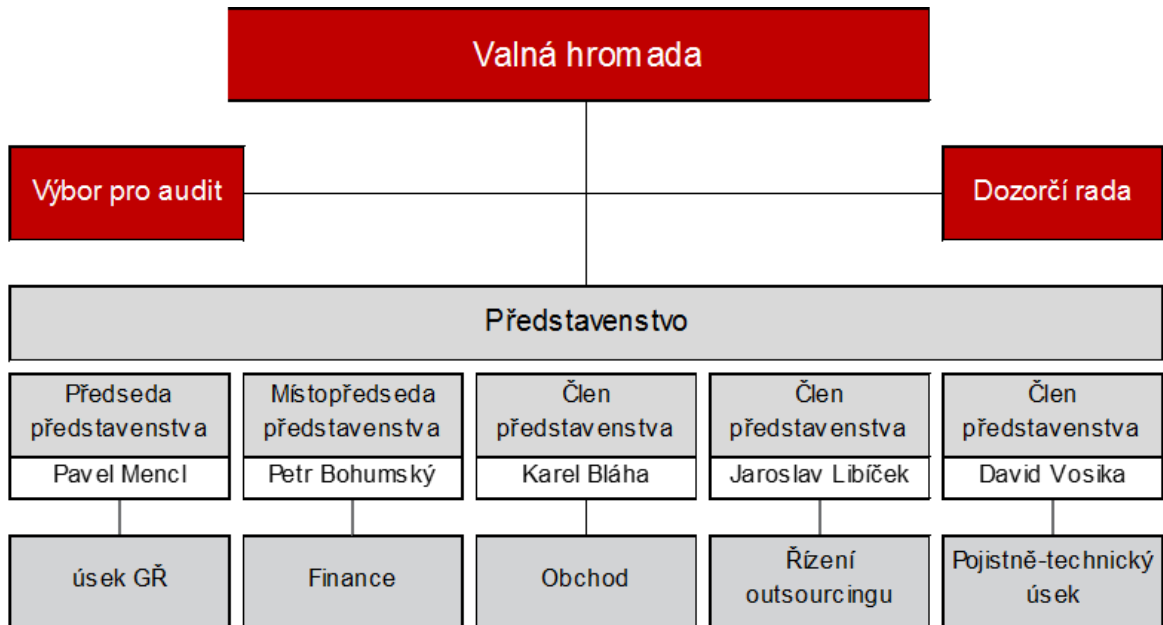 Valná hromada
Výbor pro audit
Dozorčí rada
Představenstvo
Předseda
představenstva
Pavel Mencl
Místopředseda
představenstva
Petr Bohumský
Člen
představenstva
Karel Bláha
Člen
představenstva
Jaroslav Libíček
Člen
představenstva
David Vosika
úsek GŘ
Finance
Obchod
Řízení
outsourcingu
Pojistně-technický
úsek